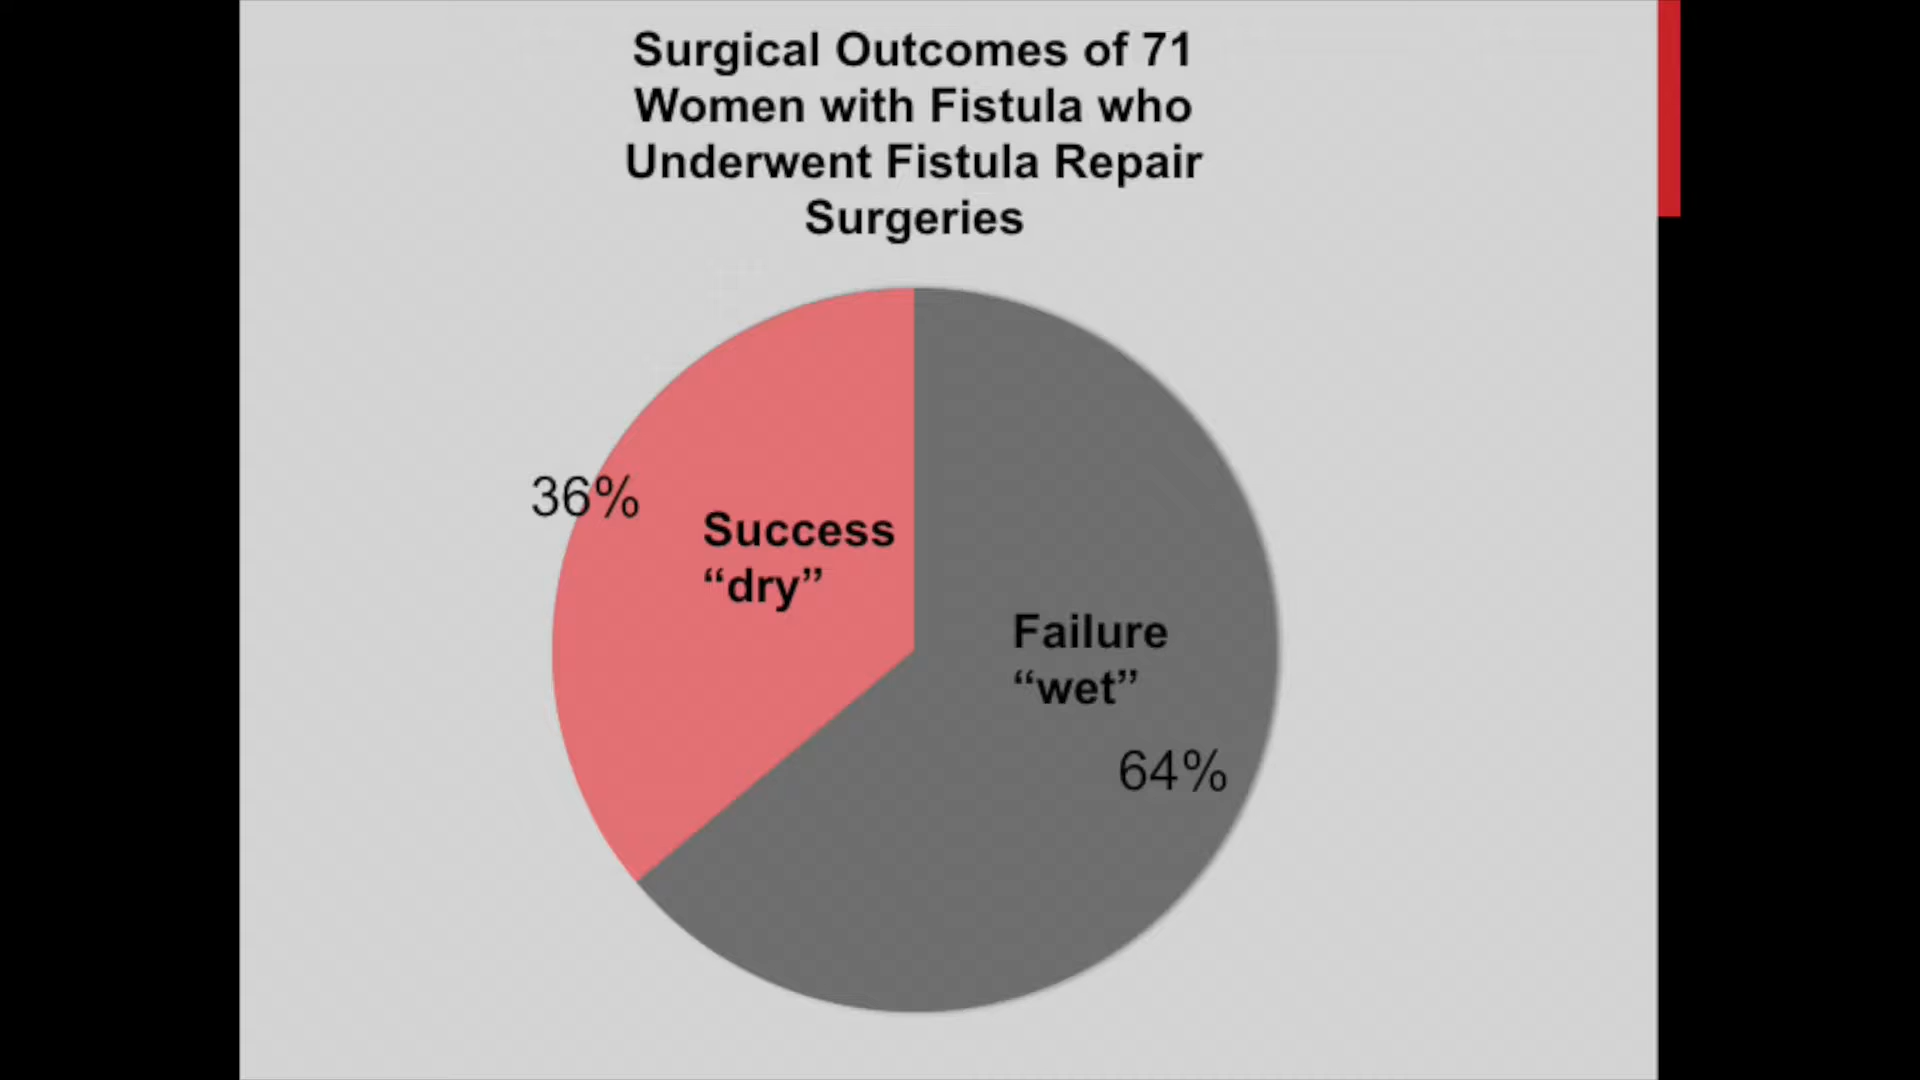 Surgical Outcomes of 71
Women with Fistula who
Underwent Fistula Repair
Surgeries
36%
Success
“dry”
Failure
“wet”
64%